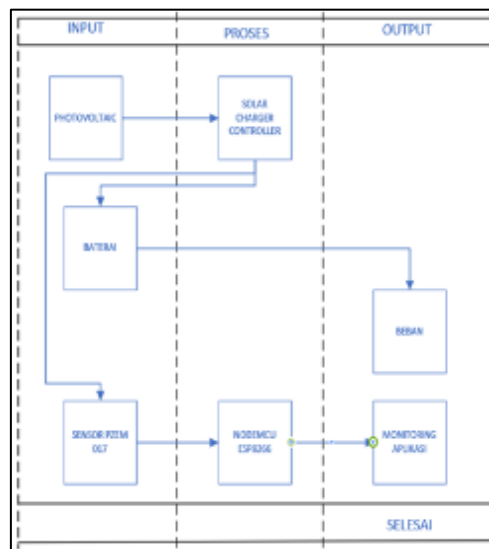 INPUT
PROSES
OUTPUT
PHOTOVOLTAIC
SOLAR
CHARGER
CONTROLLER
BATERAI
BEBAN
SENSOR PZEM
017
NODEMCU
ESP8266
MONITORING
APLIKASI
SELESAI